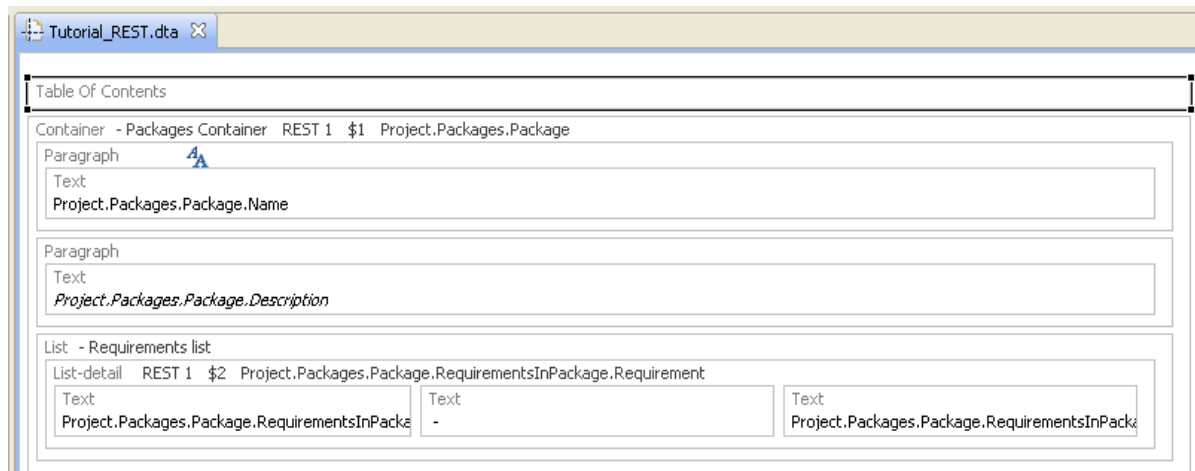 Tutorial_REST.dta
Table Of Contents
Container - Packages Container REST 1 $1 Project.Packages.Package
Paragraph
Text
Project.Packages.Package.Name
Paragraph
Text
Project.Packages.Package.Description
List - Requirements list
List-detail REST 1 $2 Project.Packages.Package.RequirementsInPackage.Requirement
Text Text Text
Project.Packages.Package.RequirementsInPacka - Project.Packages.Package.RequirementsInPacka